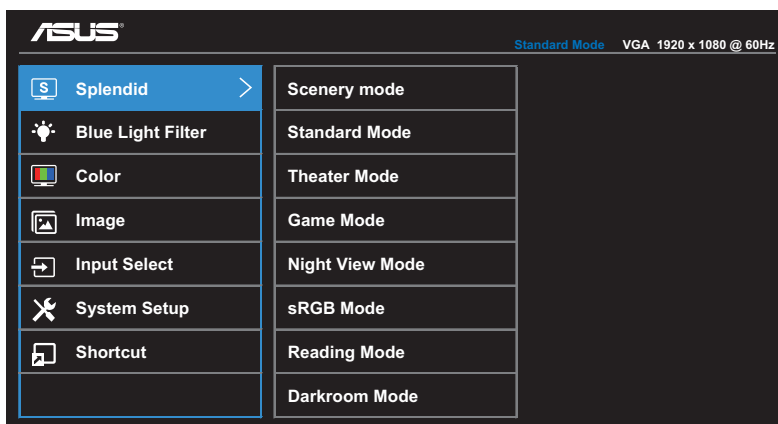 ASUS
Standard Mode VGA 1920 x 1080 @ 60Hz
S Splendid
Blue Light Filter
Color
Image
Input Select
System Setup
Shortcut
Scenery mode
Standard Mode
Theater Mode
Game Mode
Night View Mode
sRGB Mode
Reading Mode
Darkroom Mode